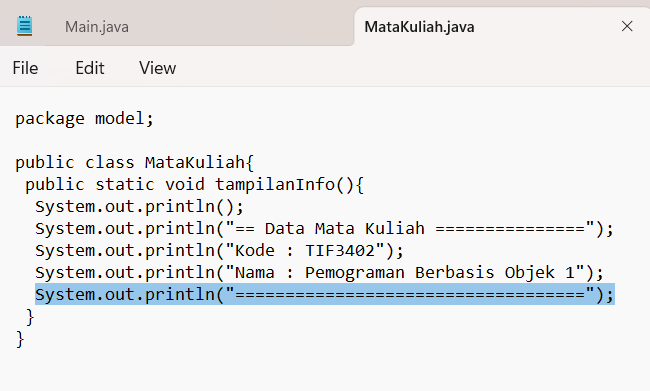 Main.java
MataKuliah.java
File Edit View
package model;
public class MataKuliah{
public static void tampilanInfo(){
System.out.println();
System.out.println("== Data Mata Kuliah ===============");
System.out.println("Kode : TIF3402");
System.out.println("Nama : Pemograman Berbasis Objek 1");
System.out.println("===================================");
}
}